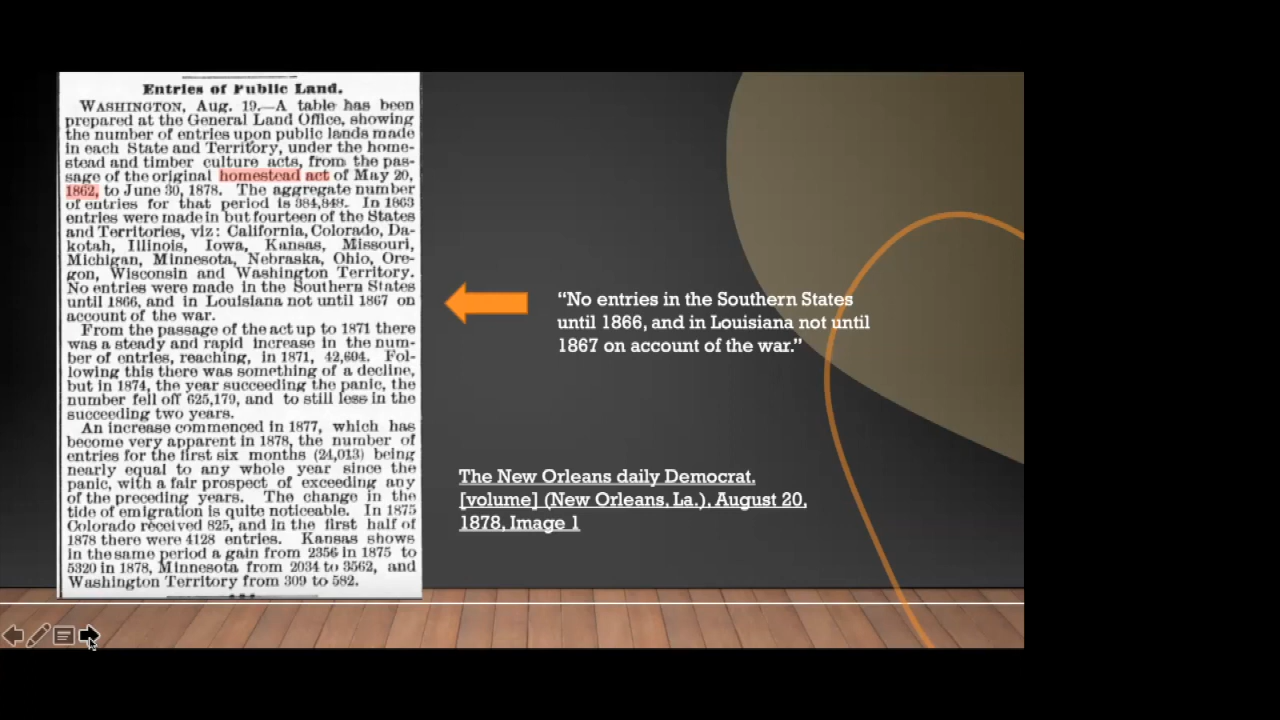 Entries of Public Land.
WASHINGTON, Aug. 19.—A table has been
prepared at the General Land Office, showing
the number of entries upon public lands made
in each State and Territory, under the home-
stead and timber culture acts, from the pas-
sage of the original homestead act of May 20,
1862, to June 30, 1878. The aggregate number
of entries for that period is 384,848. In 1863
entries were made in but fourteen of the States
and Territories, viz: California, Colorado, Da-
kotah, Illinois, Iowa, Kansas, Missouri,
Michigan, Minnesota, Nebraska, Ohio, Ore-
gon, Wisconsin and Washington Territory.
No entries were made in the Southern States
until 1866, and in Louisiana not until 1867 on
account of the war.
From the passage of the act up to 1871 there
was a steady and rapid increase in the num-
ber of entries, reaching, in 1871, 42,604. Fol-
lowing this there was something of a decline,
but in 1874, the year succeeding the panic, the
number fell off 625,179, and to still less in the
succeeding two years.
An increase commenced in 1877, which has
become very apparent in 1878, the number of
entries for the first six months (24,013) being
nearly equal to any whole year since the
panic, with a fair prospect of exceeding any
of the preceding years. The change in the
tide of emigration is quite noticeable. In 1875
Colorado received 825, and in the first half of
1878 there were 4128 entries. Kansas shows
in the same period a gain from 2356 in 1875 to
5320 in 1878, Minnesota from 2034 to 3562, and
Washington Territory from 309 to 582.
“No entries in the Southern States
until 1866, and in Louisiana not until
1867 on account of the war.”
The New Orleans daily Democrat.
[volume] (New Orleans, La.), August 20,
1878, Image 1